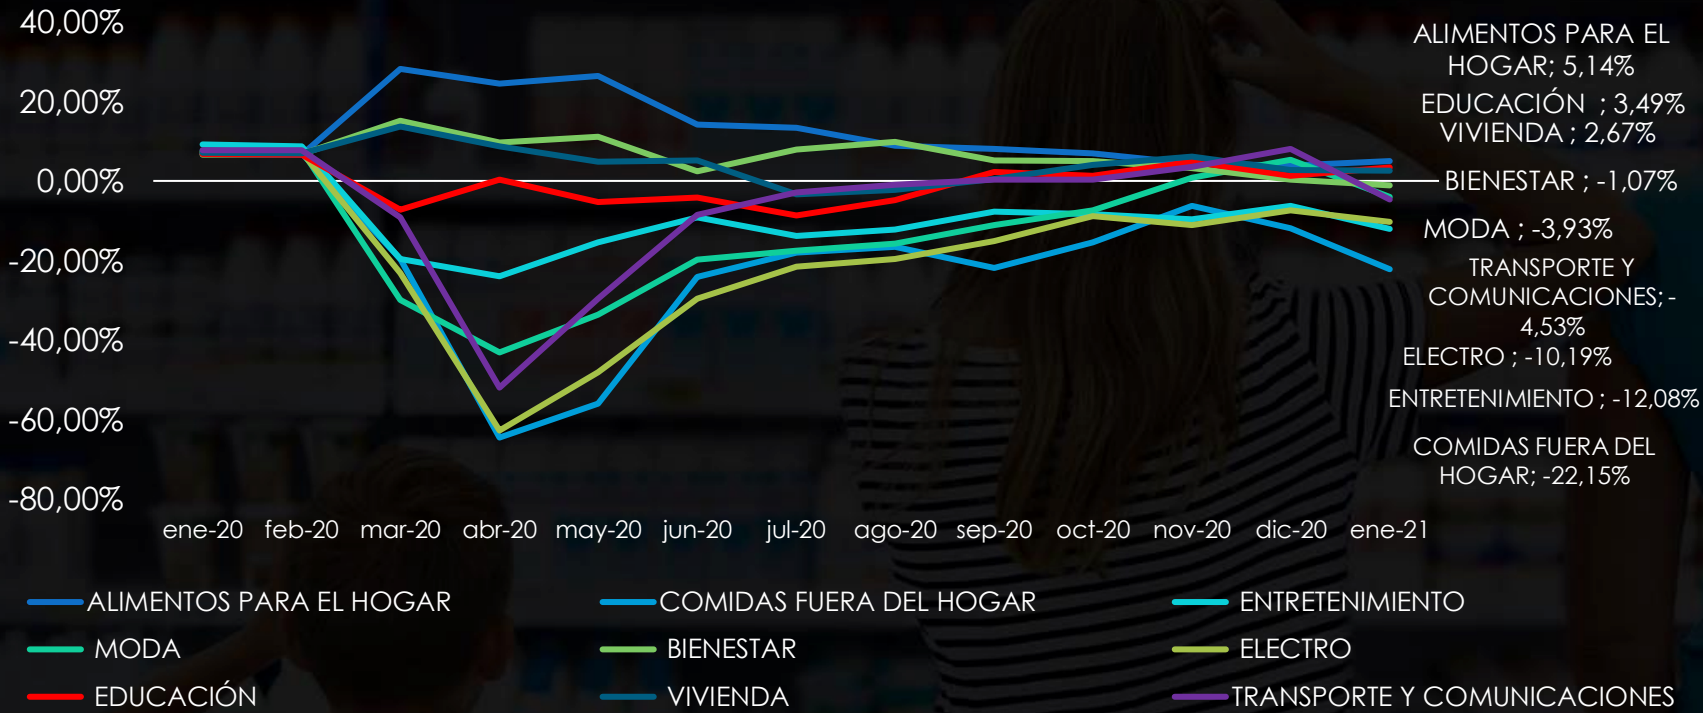 40,00%
20,00%
0,00%
-20,00%
-40,00%
-60,00%
-80,00%
ene-20 feb-20 mar-20 abr-20 may-20 jun-20 jul-20 ago-20 sep-20 oct-20 nov-20 dic-20 ene-21
ALIMENTOS PARA EL
HOGAR; 5,14%
EDUCACIÓN ; 3,49%
VIVIENDA ; 2,67%
BIENESTAR ; -1,07%
MODA ; -3,93%
TRANSPORTE Y
COMUNICACIONES; -
4,53%
ELECTRO ; -10,19%
ENTRETENIMIENTO ; -12,08%
COMIDAS FUERA DEL
HOGAR; -22,15%
ALIMENTOS PARA EL HOGAR COMIDAS FUERA DEL HOGAR ENTRETENIMIENTO
MODA BIENESTAR ELECTRO
EDUCACIÓN VIVIENDA TRANSPORTE Y COMUNICACIONES